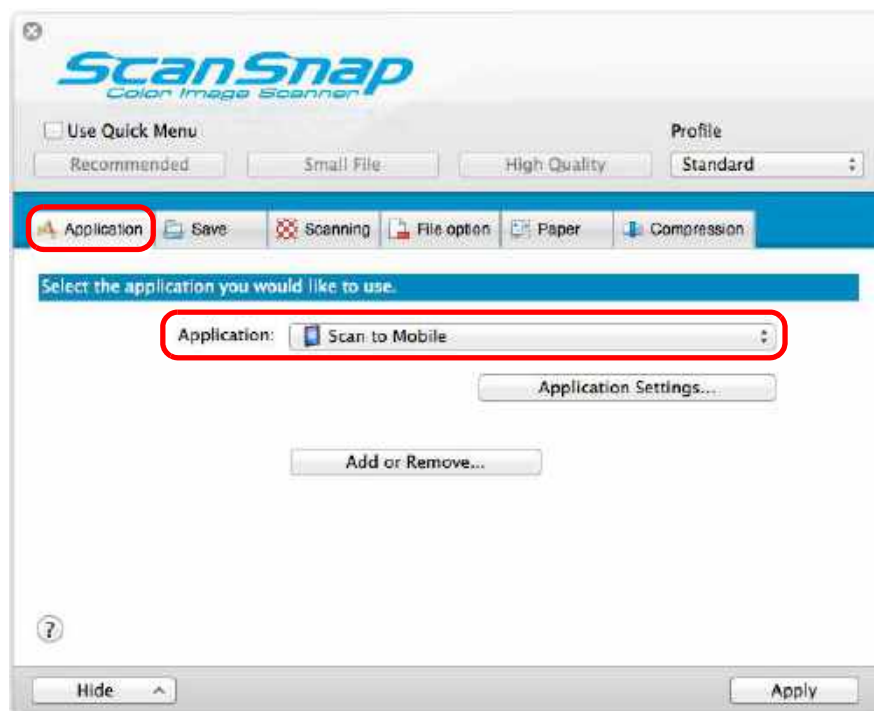 ScanSnap
Color Image Scanner
Use Quick Menu
Profile
Recommended Small File High Quality Standard
Application Save Scanning File option Paper Compression
Select the application you would like to use.
Application: Scan to Mobile
Application Settings...
Add or Remove...
?
Hide Apply